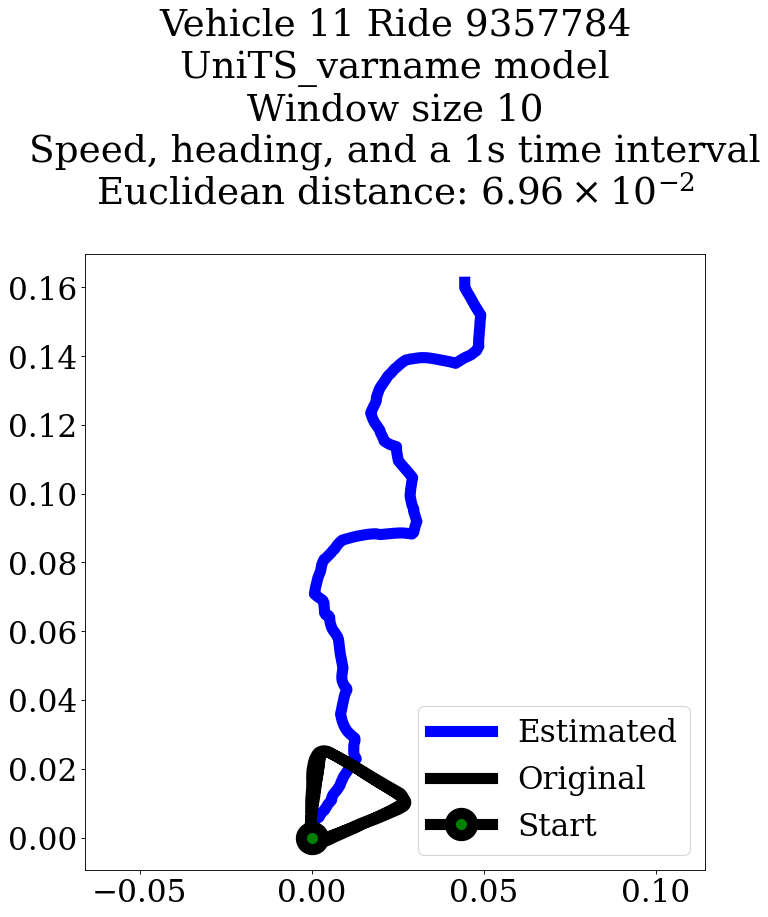 Vehicle 11 Ride 9357784
UniTS_varname model
Window size 10
Speed, heading, and a 1s time interval
Euclidean distance: 6.96 × 10⁻²
0.16
0.14
0.12
0.10
0.08
0.06
0.04
0.02
0.00
Estimated
Original
Start
−0.05
0.00
0.05
0.10